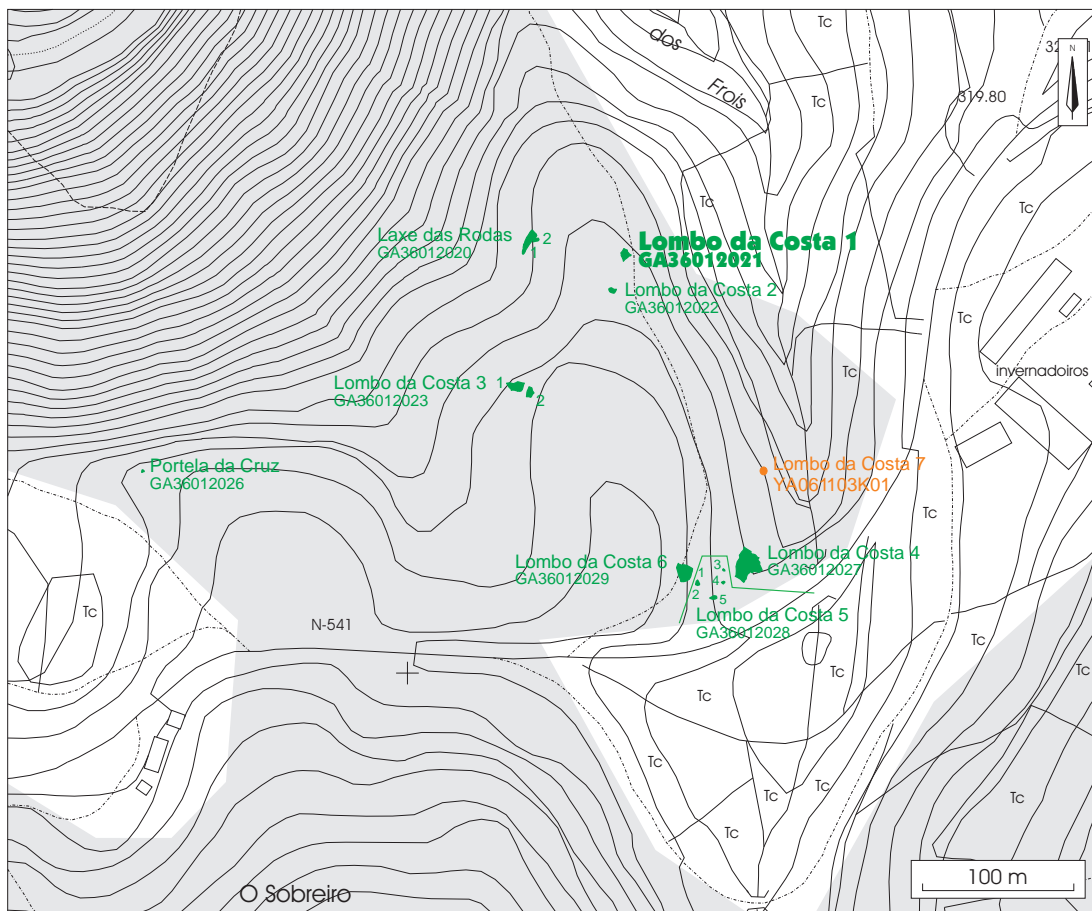 dos
Frois
Tc
Tc
N
319.80
Tc
Tc
Laxe das Rodas
GA36012020
2
1
Lombo da Costa 1
GA36012021
Lombo da Costa 2
GA36012022
Tc
Tc
invernadoiros
Lombo da Costa 3
GA36012023
1
2
Portela da Cruz
GA36012026
Lombo da Costa 7
YA061103K01
Tc
Tc
Lombo da Costa 6
GA36012029
1
2
3
4
5
Lombo da Costa 4
GA36012027
Lombo da Costa 5
GA36012028
Tc
N-541
Tc
Tc
Tc
Tc
Tc
Tc
Tc
Tc
Tc
O Sobreiro
100 m